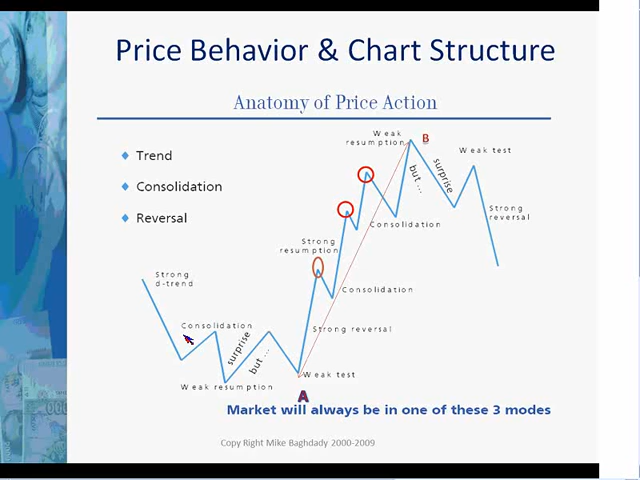 Price Behavior & Chart Structure
Anatomy of Price Action
Trend
Consolidation
Reversal
Weak
resumption
B
Weak test
but ...
surprise
Consolidation
Strong
reversal
Strong
resumption
Strong
d-trend
Consolidation
Consolidation
surprise
but ...
Strong reversal
Weak resumption
Weak test
A
Market will always be in one of these 3 modes
Copy Right Mike Baghdady 2000-2009